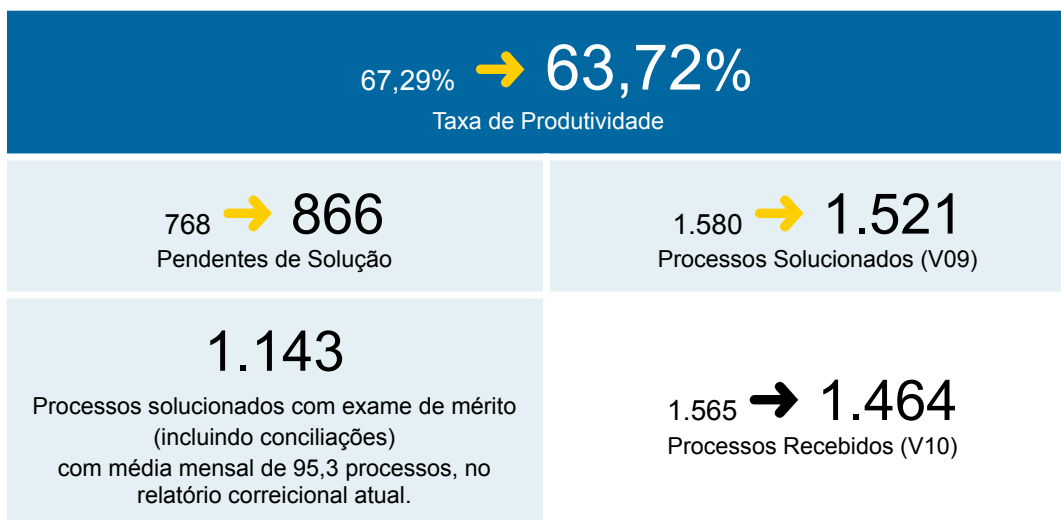 67,29% ➔ 63,72%
Taxa de Produtividade
768 ➔ 866
Pendentes de Solução
1.580 ➔ 1.521
Processos Solucionados (V09)
1.143
Processos solucionados com exame de mérito
(incluindo conciliações)
com média mensal de 95,3 processos, no
relatório correicional atual.
1.565 ➔ 1.464
Processos Recebidos (V10)